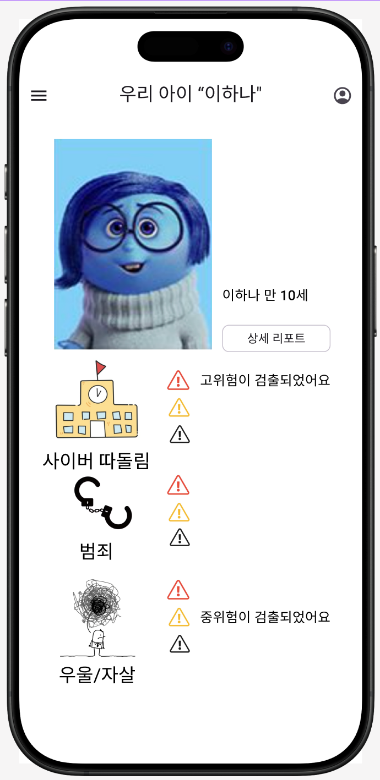 우리 아이 “이하나"
이하나 만 10세
상세 리포트
고위험이 검출되었어요
사이버 따돌림
범죄
중위험이 검출되었어요
우울/자살